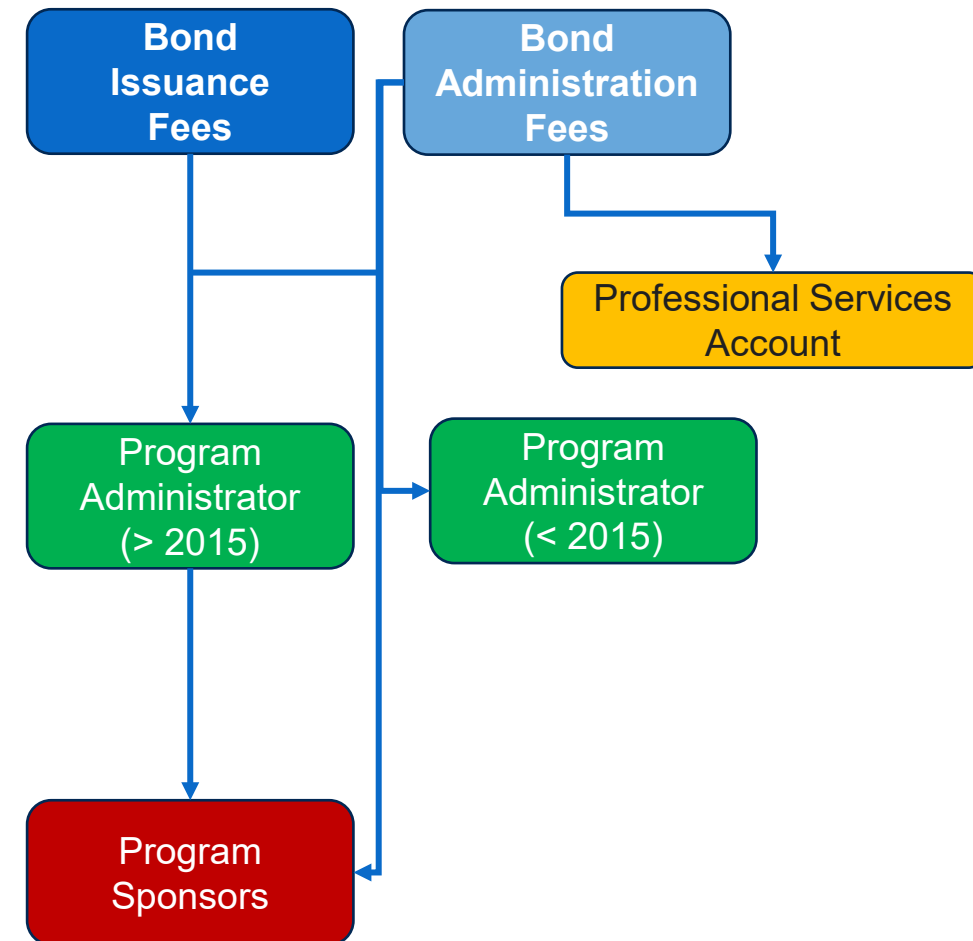 Bond
Issuance
Fees
Bond
Administration
Fees
Professional Services
Account
Program
Administrator
(> 2015)
Program
Administrator
(< 2015)
Program
Sponsors